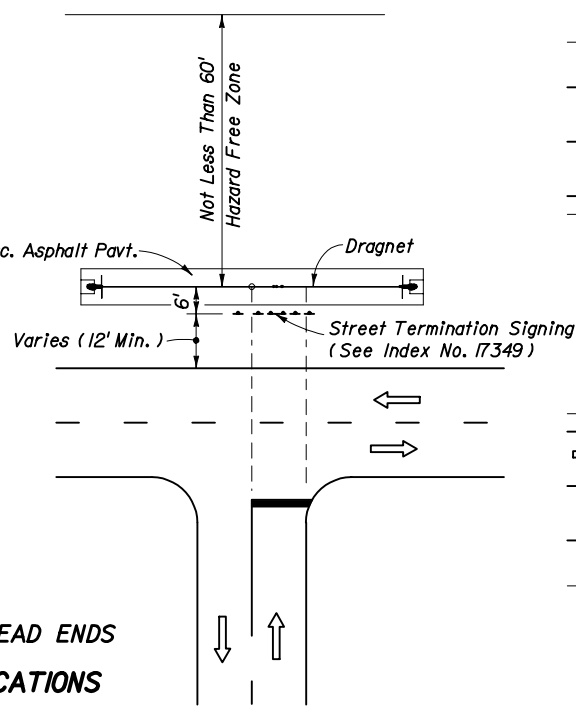 Not Less Than 60'
Hazard Free Zone
c. Asphalt Pavt.
Dragnet
6'
Varies (12' Min.)
Street Termination Signing
(See Index No. 17349)
EAD ENDS
CATIONS